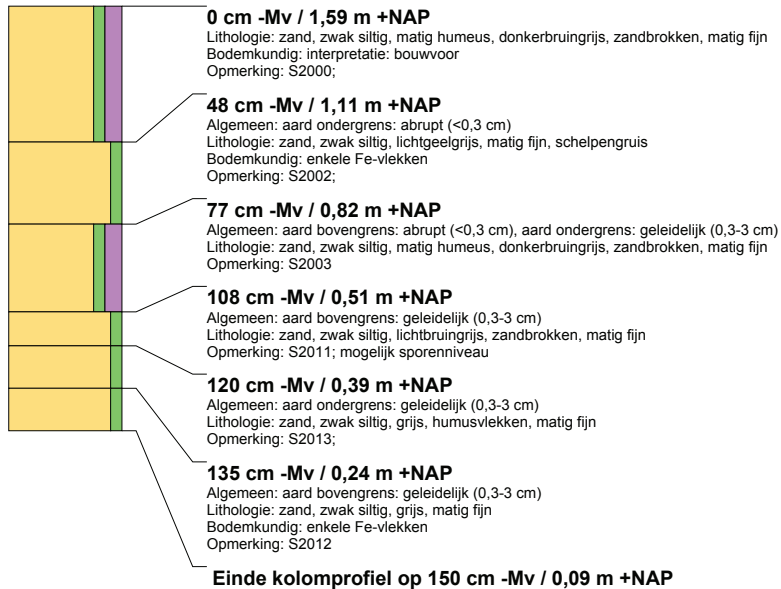 0 cm -Mv / 1,59 m +NAP
Lithologie: zand, zwak siltig, matig humeus, donkerbruingrijs, zandbrokken, matig fijn
Bodemkundig: interpretatie: bouwvoor
Opmerking: S2000;
48 cm -Mv / 1,11 m +NAP
Algemeen: aard ondergrens: abrupt (<0,3 cm)
Lithologie: zand, zwak siltig, lichtgeelgrijs, matig fijn, schelpengruis
Bodemkundig: enkele Fe-vlekken
Opmerking: S2002;
77 cm -Mv / 0,82 m +NAP
Algemeen: aard bovengrens: abrupt (<0,3 cm), aard ondergrens: geleidelijk (0,3-3 cm)
Lithologie: zand, zwak siltig, matig humeus, donkerbruingrijs, zandbrokken, matig fijn
Opmerking: S2003
108 cm -Mv / 0,51 m +NAP
Algemeen: aard bovengrens: geleidelijk (0,3-3 cm)
Lithologie: zand, zwak siltig, lichtbruingrijs, zandbrokken, matig fijn
Opmerking: S2011; mogelijk sporenniveau
120 cm -Mv / 0,39 m +NAP
Algemeen: aard ondergrens: geleidelijk (0,3-3 cm)
Lithologie: zand, zwak siltig, grijs, humusvlekken, matig fijn
Opmerking: S2013;
135 cm -Mv / 0,24 m +NAP
Algemeen: aard bovengrens: geleidelijk (0,3-3 cm)
Lithologie: zand, zwak siltig, grijs, matig fijn
Bodemkundig: enkele Fe-vlekken
Opmerking: S2012
Einde kolomprofiel op 150 cm -Mv / 0,09 m +NAP